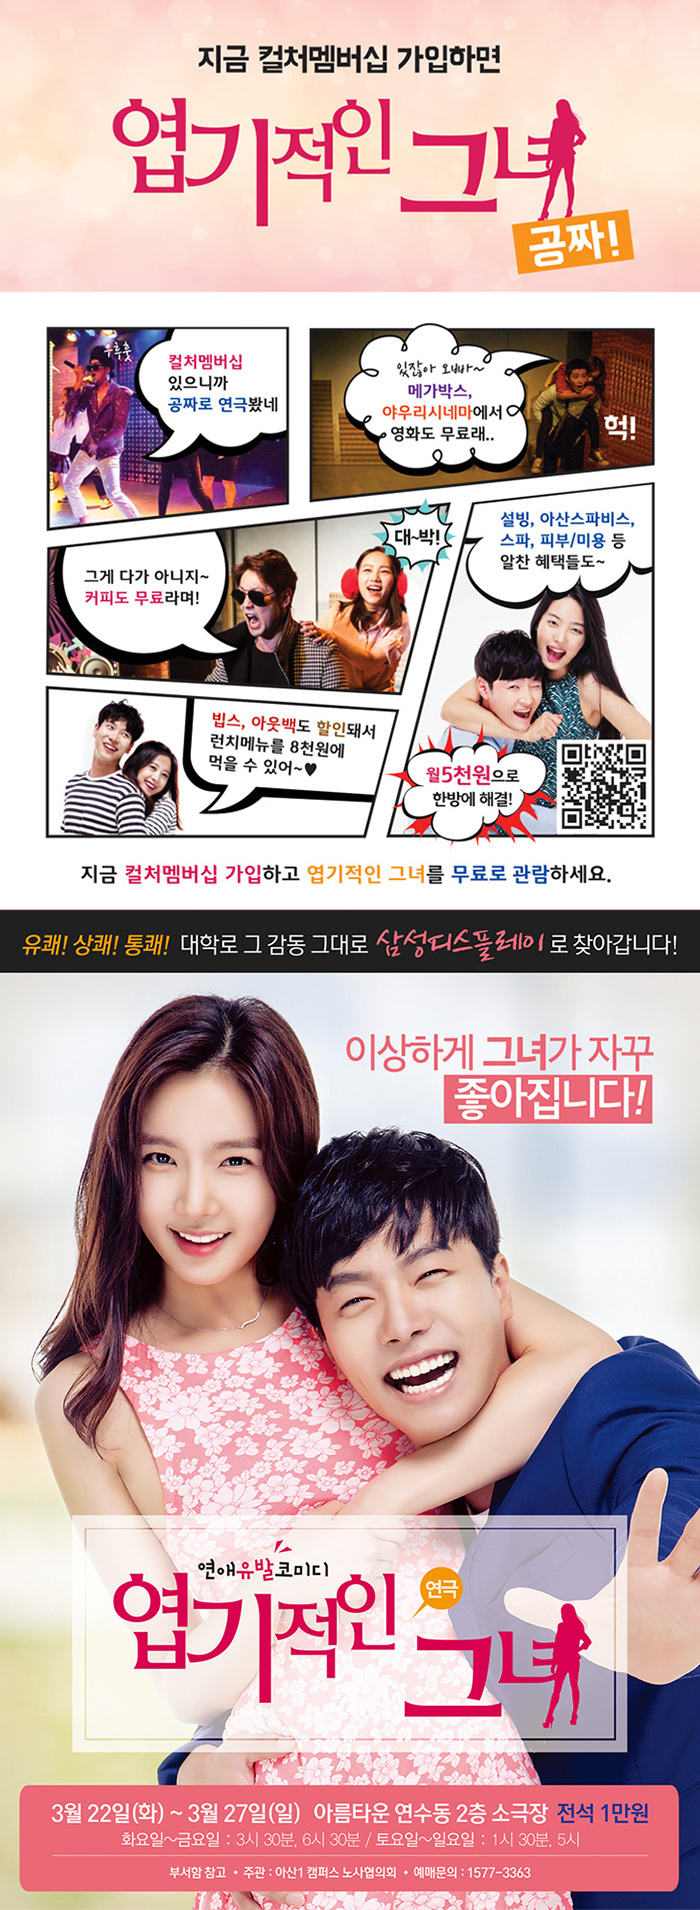 지금 컬처멤버십 가입하면
엽기적인 그녀
공짜!
우후훗
컬처멤버십
있으니까
공짜로 연극봤네
있잖아 오빠~
메가박스,
야우리시네마에서
영화도 무료래..
헉!
그게 다가 아니지~
커피도 무료라며!
대~박!
설빙, 아산스파비스,
스파, 피부/미용 등
알찬 혜택들도~
빕스, 아웃백도 할인돼서
런치메뉴를 8천원에
먹을 수 있어~♥
월5천원으로
한방에 해결!
지금 컬처멤버십 가입하고 엽기적인 그녀를 무료로 관람하세요.
유쾌! 상쾌! 통쾌! 대학로 그 감동 그대로 삼성디스플레이로 찾아갑니다!
이상하게 그녀가 자꾸
좋아집니다!
연애유발코미디
연극
엽기적인 그녀
3월 22일(화) ~ 3월 27일(일) 아름타운 연수동 2층 소극장 전석 1만원
화요일~금요일 : 3시 30분, 6시 30분 / 토요일~일요일 : 1시 30분, 5시
부서함 참고 • 주관 : 아산1 캠퍼스 노사협의회 • 예매문의 : 1577-3363